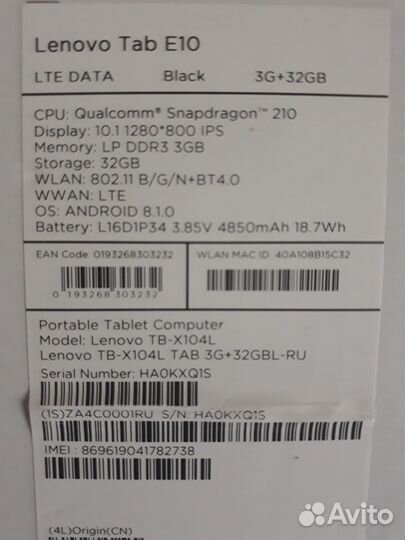 Lenovo Tab E10
LTE DATA Black 3G+32GB
CPU: Qualcomm® Snapdragon™ 210
Display: 10.1 1280*800 IPS
Memory: LP DDR3 3GB
Storage: 32GB
WLAN: 802.11 B/G/N+BT4.0
WWAN: LTE
OS: ANDROID 8.1.0
Battery: L16D1P34 3.85V 4850mAh 18.7Wh
EAN Code: 0193268303232 WLAN MAC ID: 40A108B15C32
0 193268 303232
Portable Tablet Computer
Model: Lenovo TB-X104L
Lenovo TB-X104L TAB 3G+32GBL-RU
Serial Number: HA0KXQ1S
(1S)ZA4C0001RU S/N: HA0KXQ1S
IMEI : 869619041782738
(4L)Origin(CN)
Avito